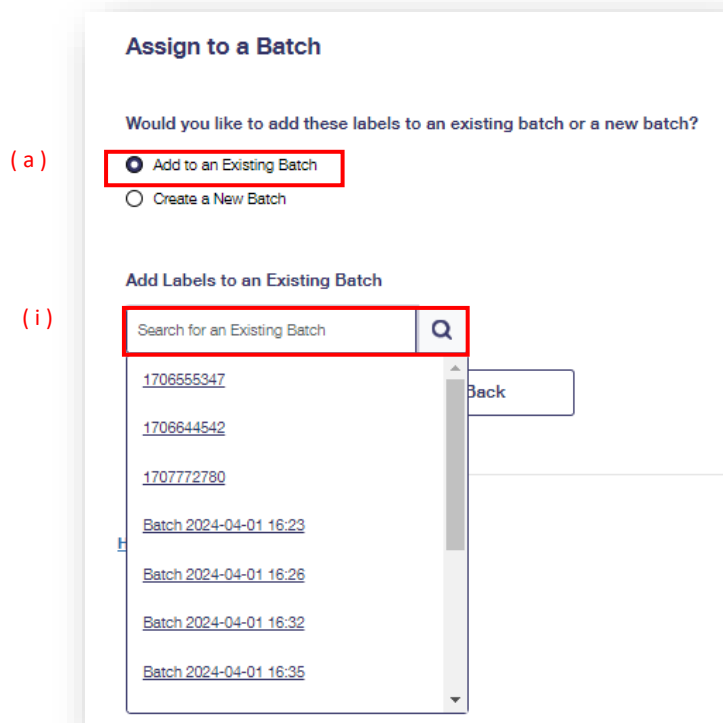 Assign to a Batch
Would you like to add these labels to an existing batch or a new batch?
( a )
Add to an Existing Batch
Create a New Batch
Add Labels to an Existing Batch
( i )
Search for an Existing Batch
1706555347
Back
1706644542
1707772780
Batch 2024-04-01 16:23
H
Batch 2024-04-01 16:26
Batch 2024-04-01 16:32
Batch 2024-04-01 16:35